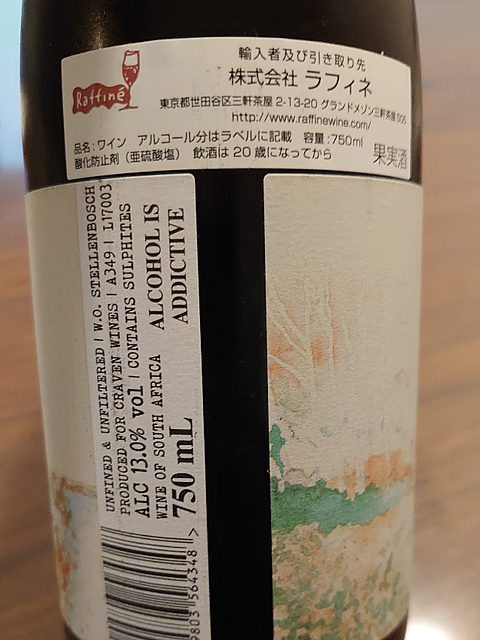 Raffiné
輸入者及び引き取り先
株式会社 ラフィネ
東京都世田谷区三軒茶屋 2-13-20 グランドメゾン三軒茶屋 505
http://www.raffinewine.com/
品名:ワイン アルコール分はラベルに記載 容量:750ml
酸化防止剤(亜硫酸塩) 飲酒は 20 歳になってから
果実酒
UNFINED & UNFILTERED | W.O. STELLENBOSCH
PRODUCED FOR CRAVEN WINES | A349 | L17003
ALC 13.0% vol | CONTAINS SULPHITES
WINE OF SOUTH AFRICA
750 mL
ALCOHOL IS
ADDICTIVE
9803 564348 >